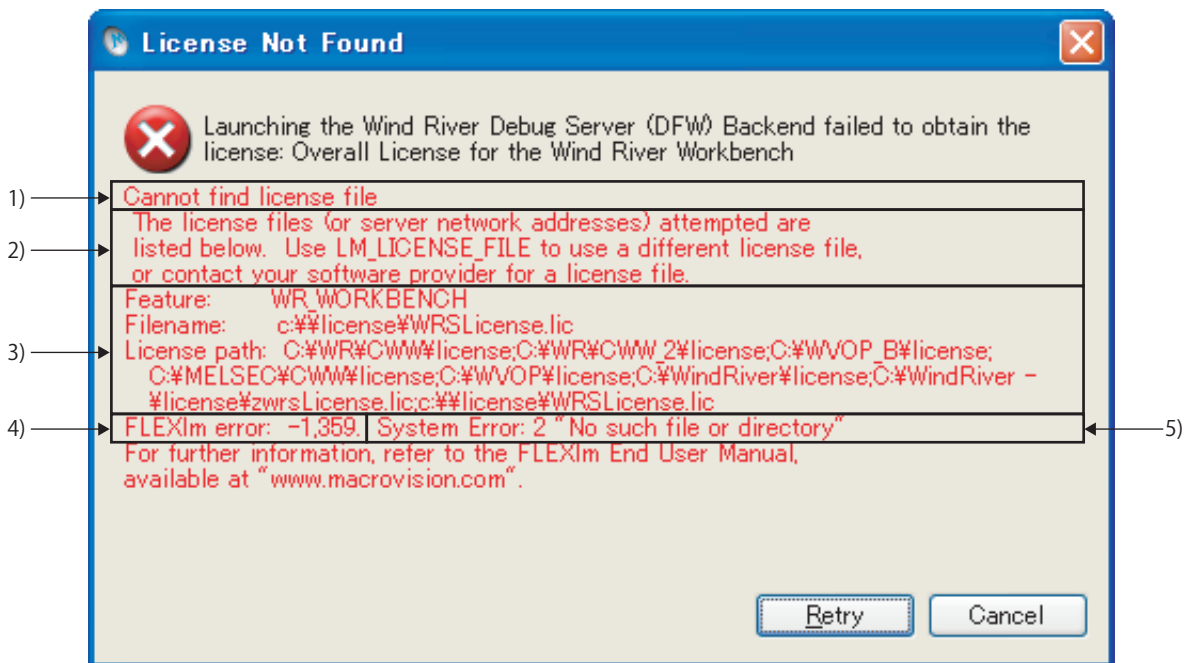 License Not Found
Launching the Wind River Debug Server (DFW) Backend failed to obtain the
license: Overall License for the Wind River Workbench
1)
Cannot find license file
2)
The license files (or server network addresses) attempted are
listed below. Use LM_LICENSE_FILE to use a different license file,
or contact your software provider for a license file.
3)
Feature: WR_WORKBENCH
Filename: c:¥¥license¥WRSLicense.lic
License path: C:¥WR¥CWW¥license;C:¥WR¥CWW_2¥license;C:¥WVOP_B¥license;
C:¥MELSEC¥CWW¥license;C:¥WVOP¥license;C:¥WindRiver¥license;C:¥WindRiver -
¥license¥zwrsLicense.lic;c:¥¥license¥WRSLicense.lic
4)
FLEXlm error: -1,359. System Error: 2 "No such file or directory"
5)
For further information, refer to the FLEXlm End User Manual,
available at "www.macrovision.com".
Retry
Cancel